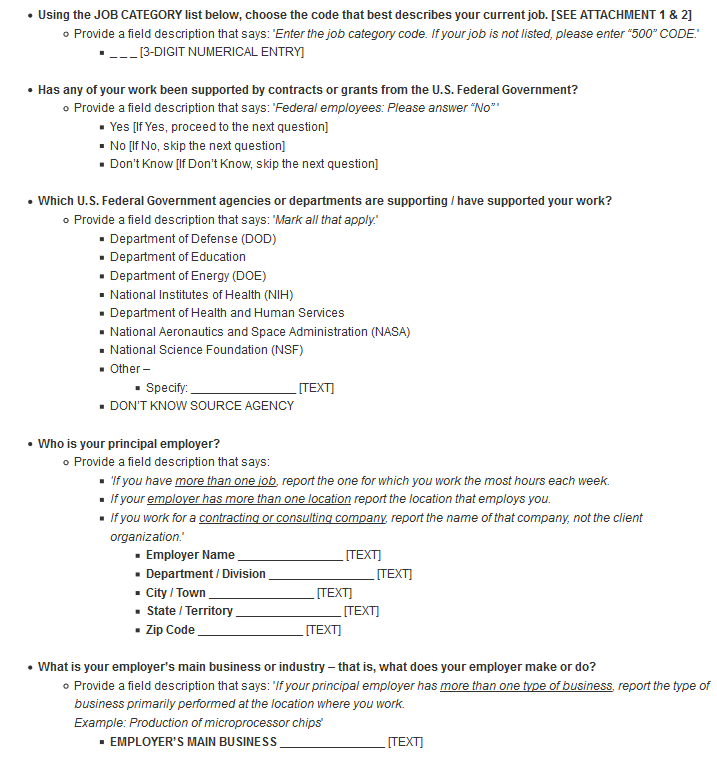 • Using the JOB CATEGORY list below, choose the code that best describes your current job. [SEE ATTACHMENT 1 & 2]
o Provide a field description that says: 'Enter the job category code. If your job is not listed, please enter “500” CODE.'
▪ _ _ _ [3-DIGIT NUMERICAL ENTRY]
• Has any of your work been supported by contracts or grants from the U.S. Federal Government?
o Provide a field description that says: 'Federal employees: Please answer “No”'
▪ Yes [If Yes, proceed to the next question]
▪ No [If No, skip the next question]
▪ Don’t Know [If Don’t Know, skip the next question]
• Which U.S. Federal Government agencies or departments are supporting / have supported your work?
o Provide a field description that says: 'Mark all that apply.'
▪ Department of Defense (DOD)
▪ Department of Education
▪ Department of Energy (DOE)
▪ National Institutes of Health (NIH)
▪ Department of Health and Human Services
▪ National Aeronautics and Space Administration (NASA)
▪ National Science Foundation (NSF)
▪ Other –
▪ Specify: ________________ [TEXT]
▪ DON’T KNOW SOURCE AGENCY
• Who is your principal employer?
o Provide a field description that says:
▪ 'If you have more than one job, report the one for which you work the most hours each week.
▪ If your employer has more than one location report the location that employs you.
▪ If you work for a contracting or consulting company, report the name of that company, not the client
organization.'
▪ Employer Name ________________ [TEXT]
▪ Department / Division ________________ [TEXT]
▪ City / Town ________________ [TEXT]
▪ State / Territory ________________ [TEXT]
▪ Zip Code ________________ [TEXT]
• What is your employer’s main business or industry – that is, what does your employer make or do?
o Provide a field description that says: 'If your principal employer has more than one type of business, report the type of
business primarily performed at the location where you work.
Example: Production of microprocessor chips'
▪ EMPLOYER’S MAIN BUSINESS ________________ [TEXT]